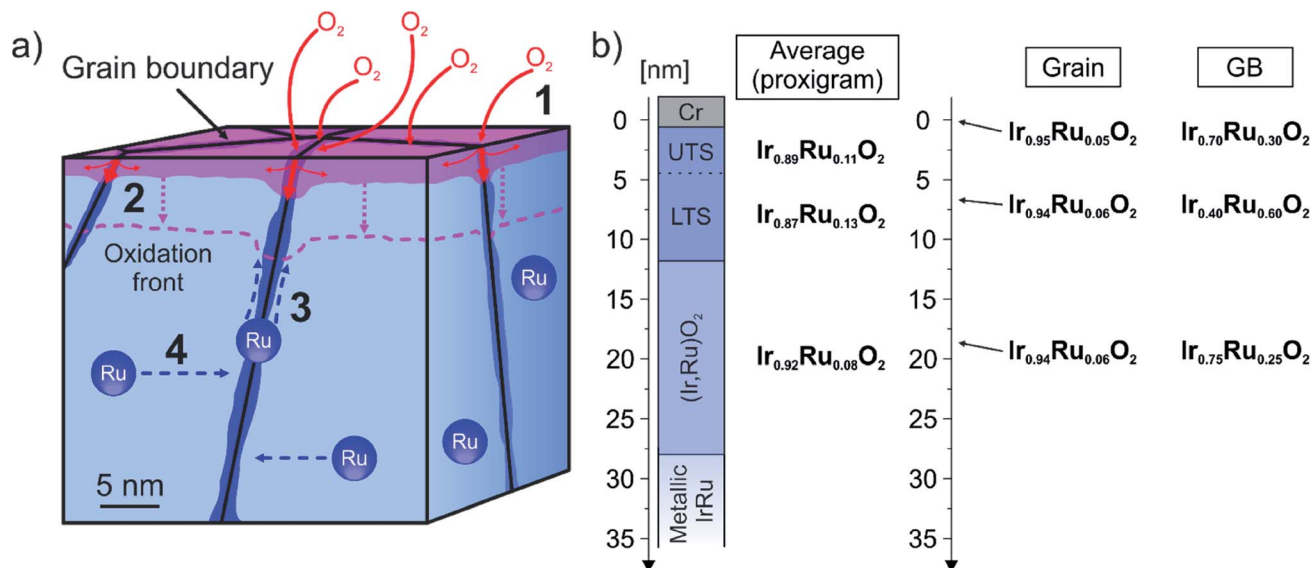 a)
O₂
O₂
O₂
O₂
O₂
Grain boundary
1
2
Oxidation
front
3
Ru
Ru
4
Ru
Ru
Ru
5 nm
b)
[nm]
Average
(proxigram)
Grain
GB
0
5
10
15
20
25
30
35
Cr
UTS
LTS
(Ir,Ru)O₂
Metallic
IrRu
Ir₀.₈₉Ru₀.₁₁O₂
Ir₀.₈₇Ru₀.₁₃O₂
Ir₀.₉₂Ru₀.₀₈O₂
0
5
10
15
20
25
30
35
Ir₀.₉₅Ru₀.₀₅O₂ Ir₀.₇₀Ru₀.₃₀O₂
Ir₀.₉₄Ru₀.₀₆O₂ Ir₀.₄₀Ru₀.₆₀O₂
Ir₀.₉₄Ru₀.₀₆O₂ Ir₀.₇₅Ru₀.₂₅O₂